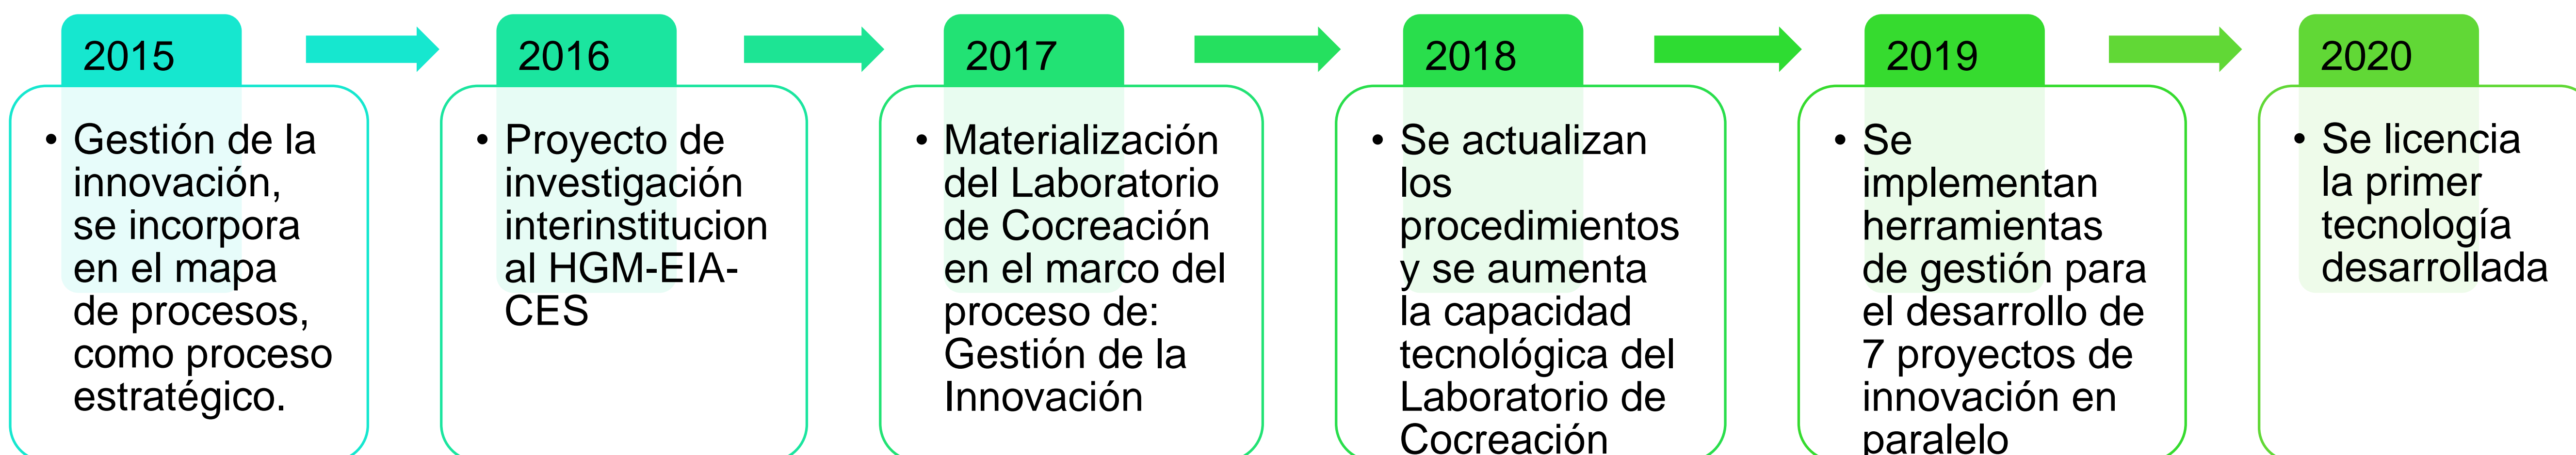 2015
• Gestión de la
innovación,
se incorpora
en el mapa
de procesos,
como proceso
estratégico.
2016
• Proyecto de
investigación
interinstitucion
al HGM-EIA-
CES
2017
• Materialización
del Laboratorio
de Cocreación
en el marco del
proceso de:
Gestión de la
Innovación
2018
• Se actualizan
los
procedimientos
y se aumenta
la capacidad
tecnológica del
Laboratorio de
Cocreación
2019
• Se
implementan
herramientas
de gestión para
el desarrollo de
7 proyectos de
innovación en
paralelo
2020
• Se licencia
la primer
tecnología
desarrollada